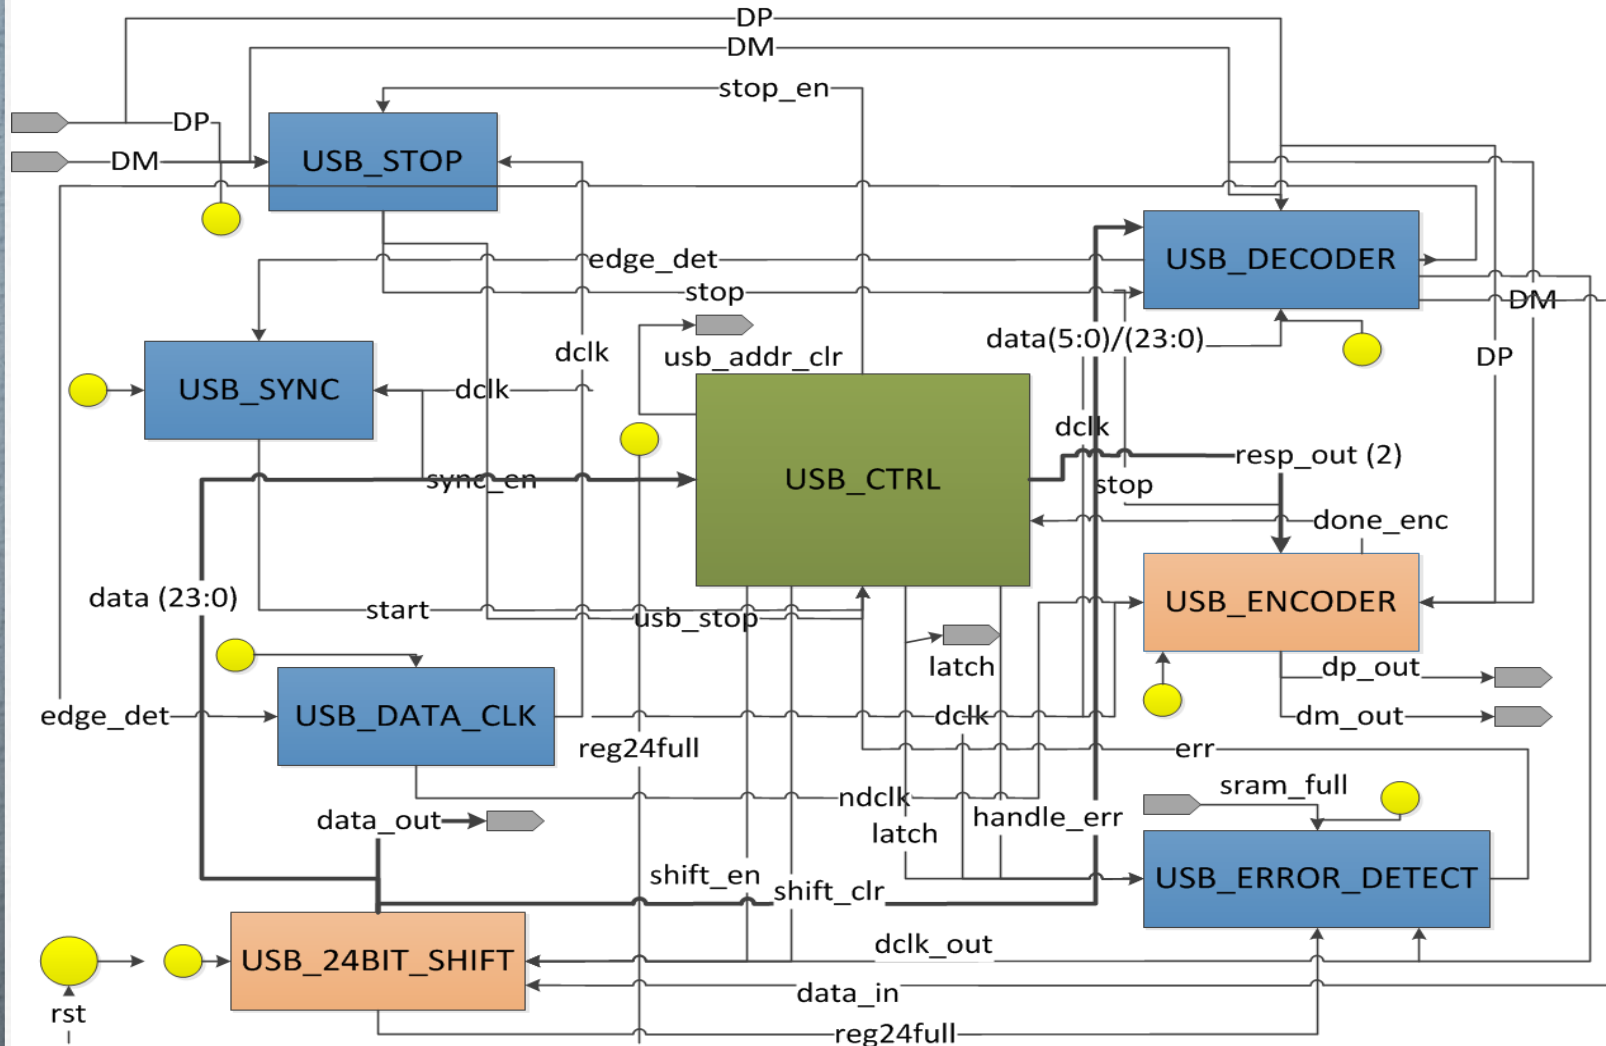 DP
DM
stop_en
DP
DM
USB_STOP
edge_det
USB_DECODER
stop
DM
data(5:0)/(23:0)
dclk
usb_addr_clr
DP
USB_SYNC
dclk
dclk
resp_out (2)
sync_en
USB_CTRL
stop
done_enc
data (23:0)
start
usb_stop
USB_ENCODER
latch
dp_out
edge_det
USB_DATA_CLK
dclk
dm_out
reg24full
err
sram_full
ndclk
data_out
latch
handle_err
shift_en
shift_clr
USB_ERROR_DETECT
dclk_out
USB_24BIT_SHIFT
data_in
rst
reg24full